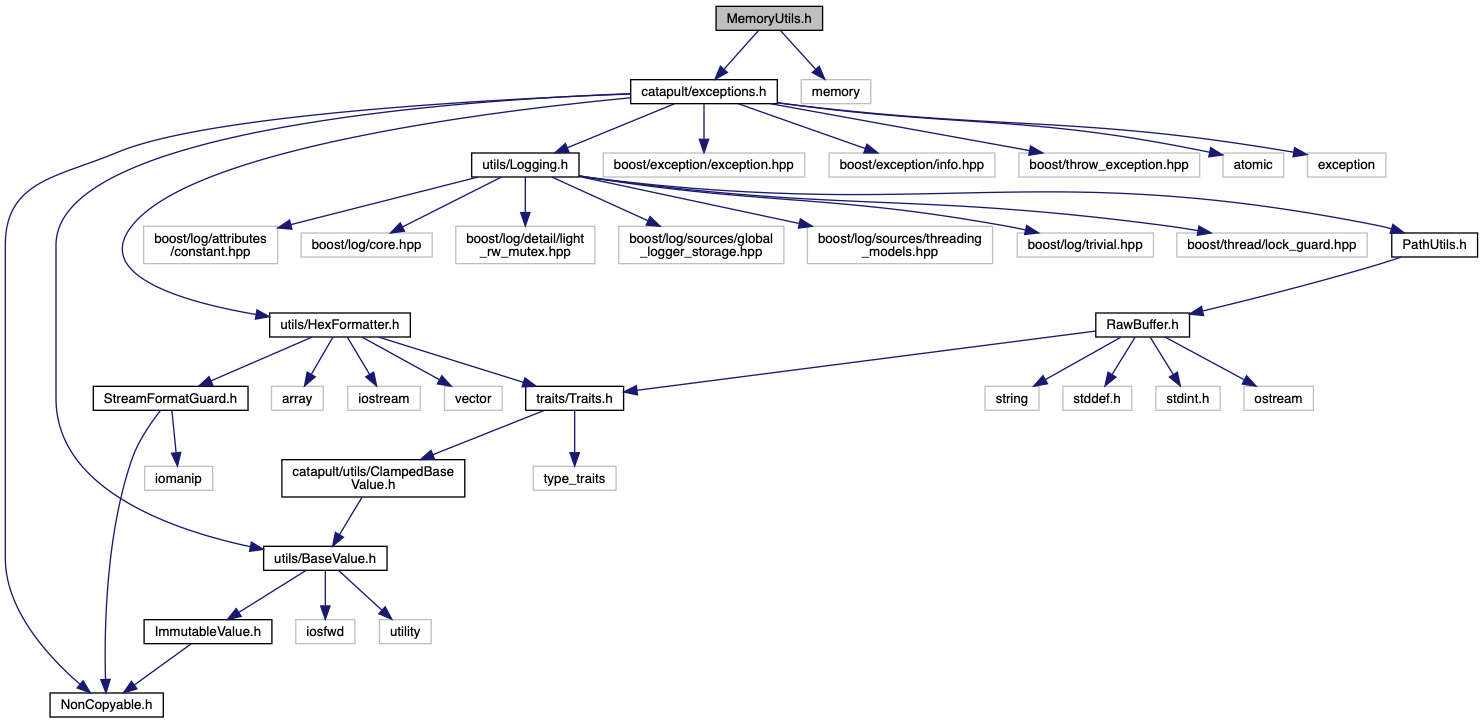 MemoryUtils.h
catapult/exceptions.h
memory
utils/Logging.h
boost/exception/exception.hpp
boost/exception/info.hpp
boost/throw_exception.hpp
atomic
exception
boost/log/attributes
/constant.hpp
boost/log/core.hpp
boost/log/detail/light
_rw_mutex.hpp
boost/log/sources/global
_logger_storage.hpp
boost/log/sources/threading
_models.hpp
boost/log/trivial.hpp
boost/thread/lock_guard.hpp
PathUtils.h
utils/HexFormatter.h
RawBuffer.h
StreamFormatGuard.h
array
iostream
vector
traits/Traits.h
string
stddef.h
stdint.h
ostream
iomanip
catapult/utils/ClampedBase
Value.h
type_traits
utils/BaseValue.h
ImmutableValue.h
iosfwd
utility
NonCopyable.h